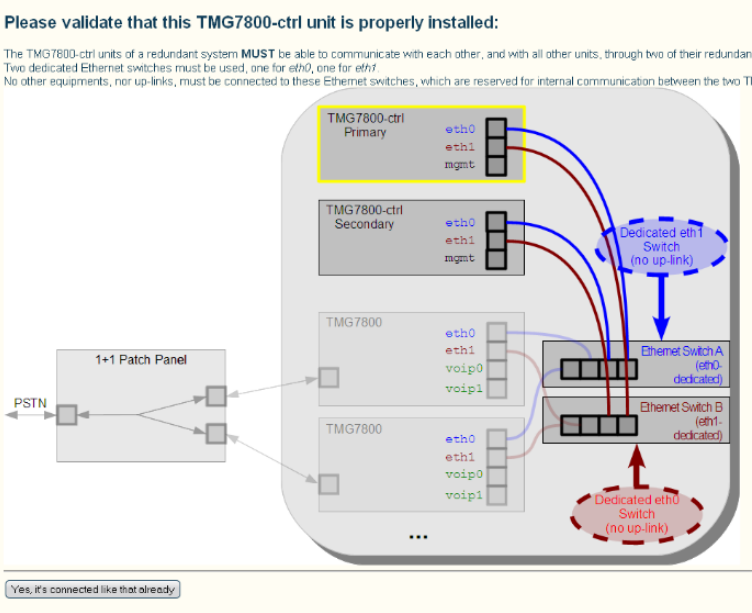 Please validate that this TMG7800-ctrl unit is properly installed:
The TMG7800-ctrl units of a redundant system MUST be able to communicate with each other, and with all other units, through two of their redundan
Two dedicated Ethernet switches must be used, one for eth0, one for eth1.
No other equipments, nor up-links, must be connected to these Ethernet switches, which are reserved for internal communication between the two T
TMG7800-ctrl
Primary
eth0
eth1
mgmt
TMG7800-ctrl
Secondary
eth0
eth1
mgmt
Dedicated eth1
Switch
(no up-link)
TMG7800
eth0
eth1
voip0
voip1
Ethernet Switch A
(eth0-
dedicated)
1+1 Patch Panel
PSTN
Ethernet Switch B
(eth1-
dedicated)
TMG7800
eth0
eth1
voip0
voip1
Dedicated eth0
Switch
(no up-link)
...
Yes, it's connected like that already